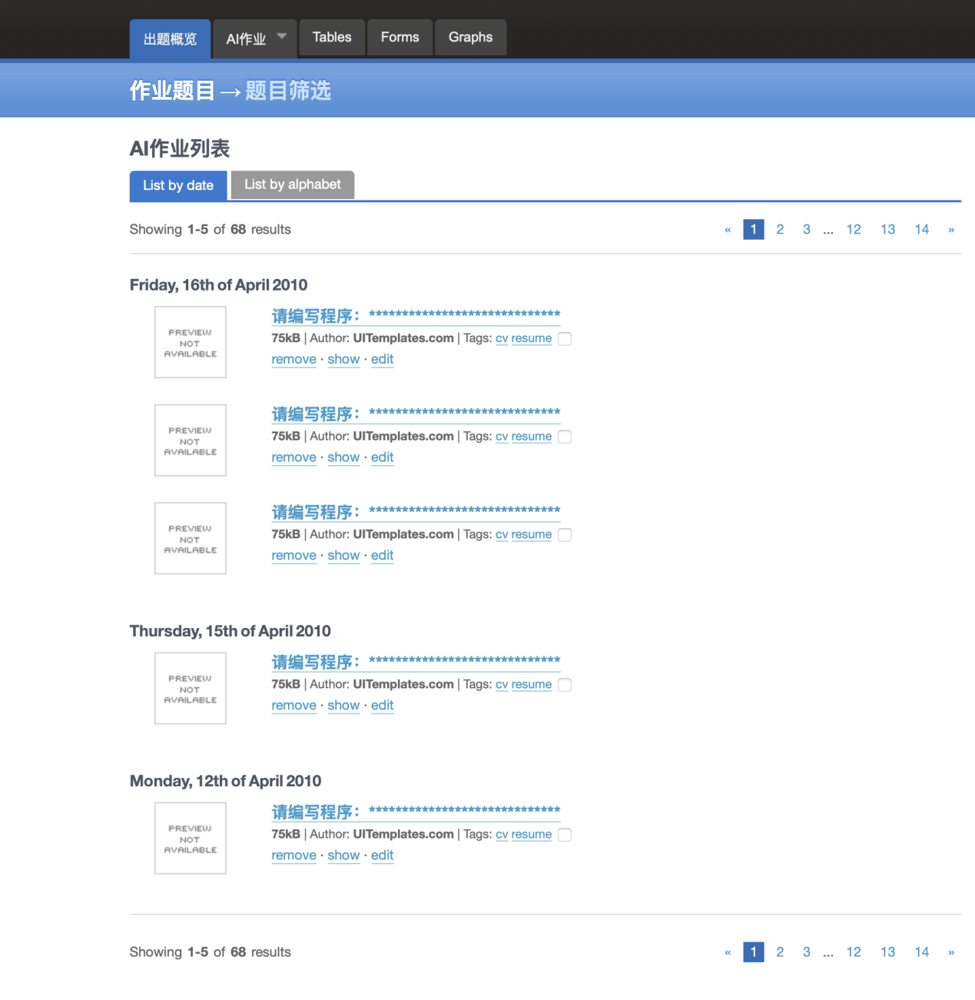 出题概览 AI作业 Tables Forms Graphs
作业题目→题目筛选
AI作业列表
List by date List by alphabet
Showing 1-5 of 68 results « 1 2 3 ... 12 13 14 »
Friday, 16th of April 2010
PREVIEW NOT AVAILABLE
请编写程序：*****************************
75kB | Author: UITemplates.com | Tags: cv resume
remove · show · edit
PREVIEW NOT AVAILABLE
请编写程序：*****************************
75kB | Author: UITemplates.com | Tags: cv resume
remove · show · edit
PREVIEW NOT AVAILABLE
请编写程序：*****************************
75kB | Author: UITemplates.com | Tags: cv resume
remove · show · edit
Thursday, 15th of April 2010
PREVIEW NOT AVAILABLE
请编写程序：*****************************
75kB | Author: UITemplates.com | Tags: cv resume
remove · show · edit
Monday, 12th of April 2010
PREVIEW NOT AVAILABLE
请编写程序：*****************************
75kB | Author: UITemplates.com | Tags: cv resume
remove · show · edit
Showing 1-5 of 68 results « 1 2 3 ... 12 13 14 »